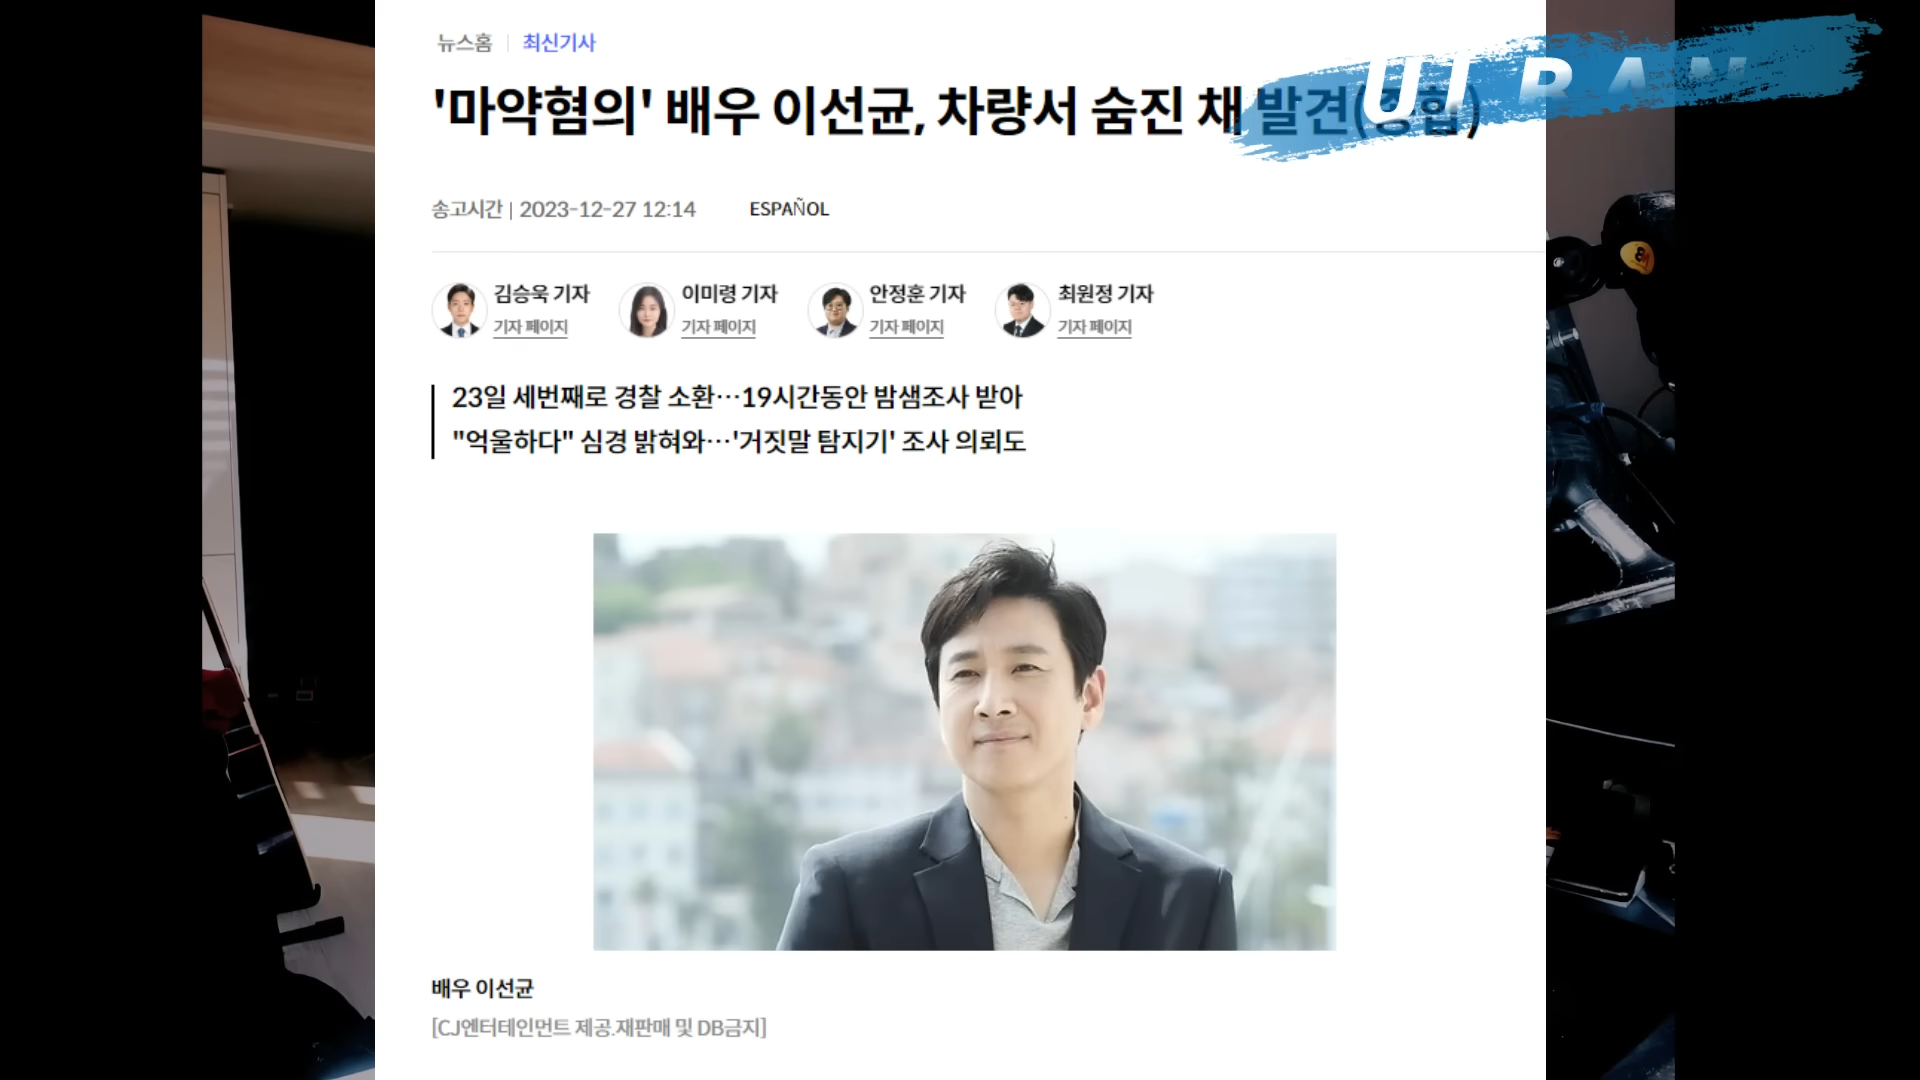 뉴스홈 | 최신기사
UI RAN
'마약혐의' 배우 이선균, 차량서 숨진 채 발견(종합)
송고시간 | 2023-12-27 12:14 ESPAÑOL
김승욱 기자 이미령 기자 안정훈 기자 최원정 기자
기자 페이지 기자 페이지 기자 페이지 기자 페이지
23일 세번째로 경찰 소환…19시간동안 밤샘조사 받아
"억울하다" 심경 밝혀와…'거짓말 탐지기' 조사 의뢰도
배우 이선균
[CJ엔터테인먼트 제공.재판매 및 DB금지]